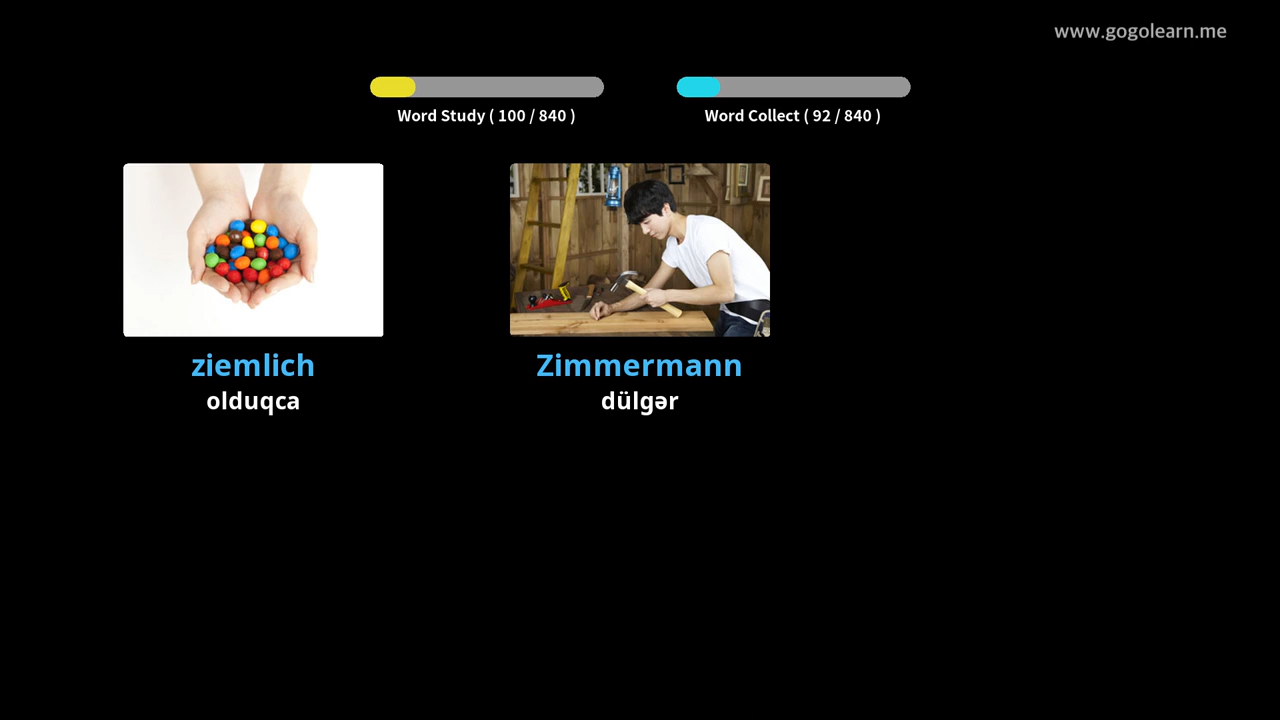 www.gogolearn.me
Word Study ( 100 / 840 )
Word Collect ( 92 / 840 )
ziemlich
olduqca
Zimmermann
dülgər